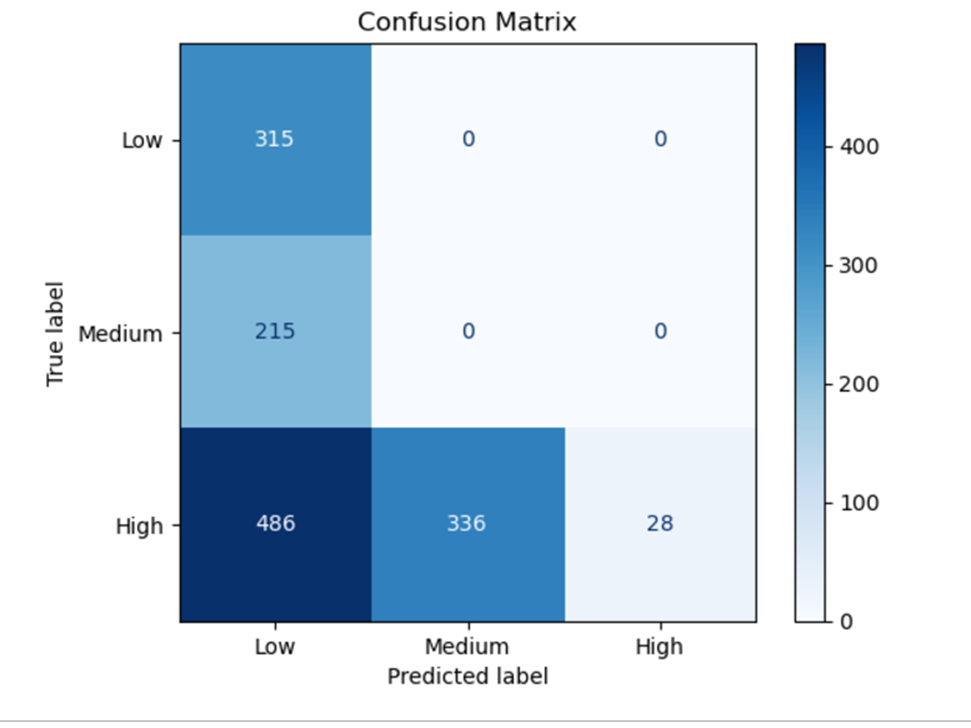 Confusion Matrix
Low 315 0 0
Medium 215 0 0
High 486 336 28
Low Medium High
Predicted label
True label
400
300
200
100
0